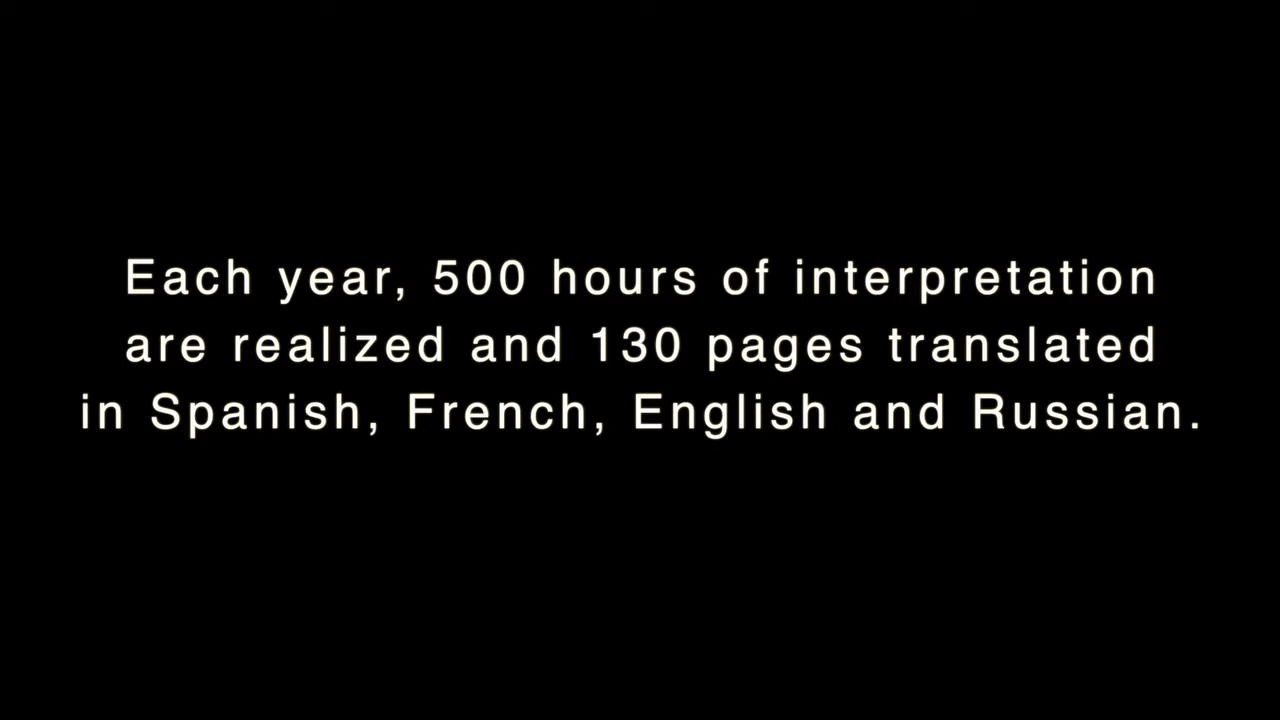 Each year, 500 hours of interpretation
are realized and 130 pages translated
in Spanish, French, English and Russian.